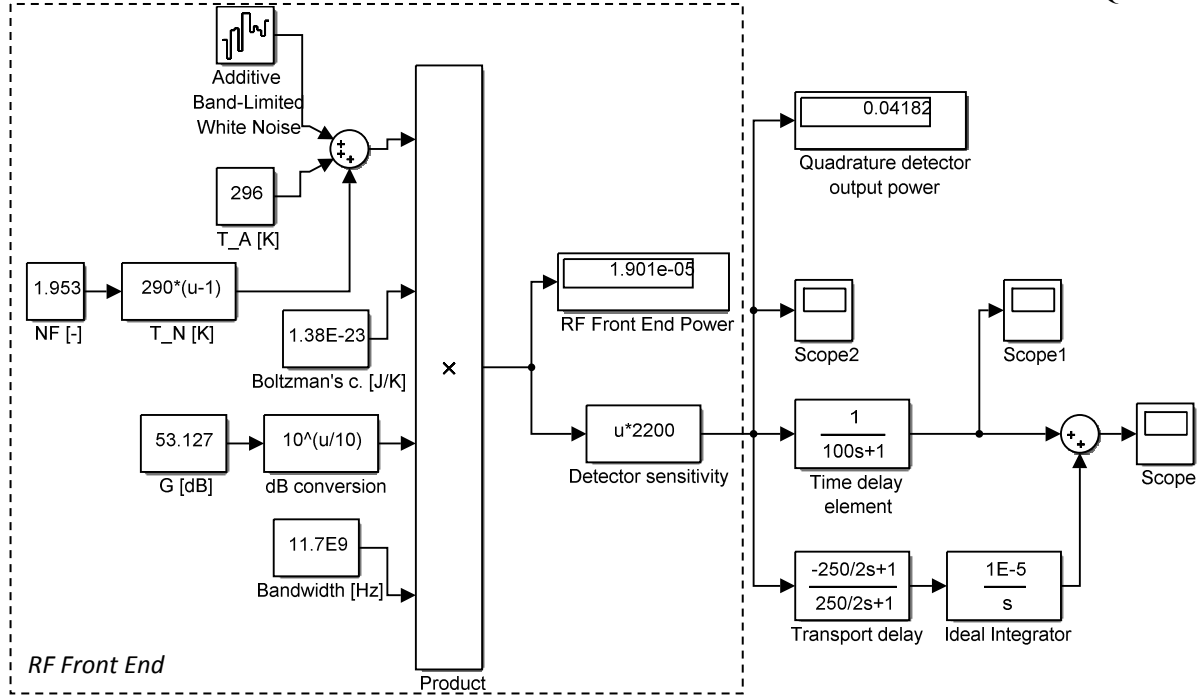 Additive
Band-Limited
White Noise
+
+
+
296
T_A [K]
1.953
NF [-]
290*(u-1)
T_N [K]
1.38E-23
Boltzman's c. [J/K]
53.127
G [dB]
10^(u/10)
dB conversion
11.7E9
Bandwidth [Hz]
×
Product
RF Front End
1.901e-05
RF Front End Power
u*2200
Detector sensitivity
0.04182
Quadrature detector
output power
Scope2
Scope1
1
100s+1
Time delay
element
-250/2s+1
250/2s+1
Transport delay
1E-5
s
Ideal Integrator
+
+
Scope